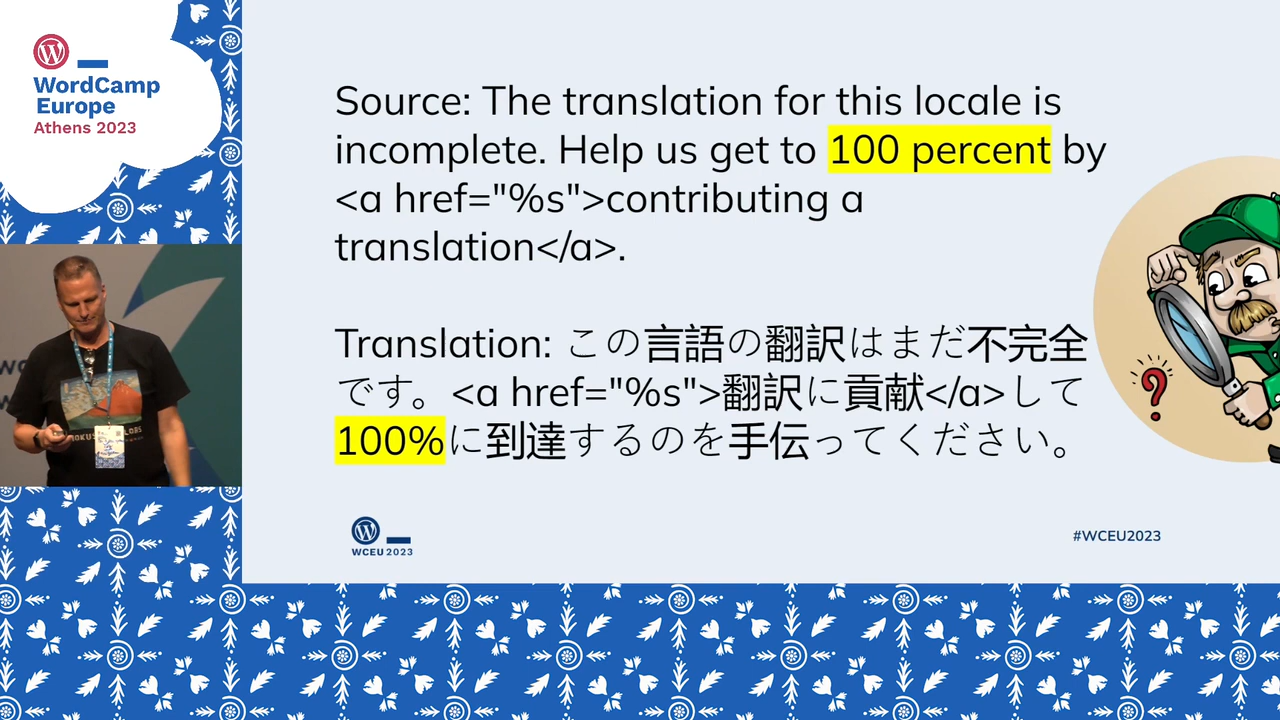 WordCamp
Europe
Athens 2023
Source: The translation for this locale is
incomplete. Help us get to 100 percent by
<a href="%s">contributing a
translation</a>.
Translation: この言語の翻訳はまだ不完全
です。<a href="%s">翻訳に貢献</a>して
100%に到達するのを手伝ってください。
WCEU 2023
#WCEU2023